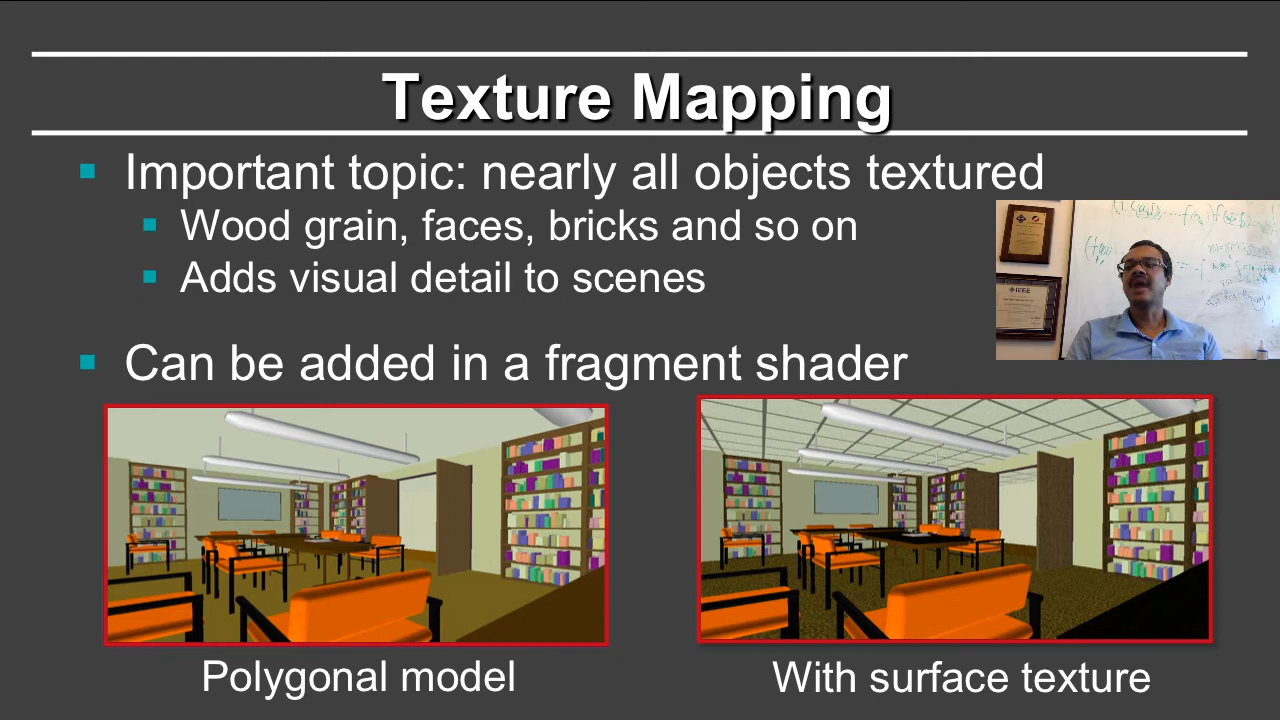 Texture Mapping
Important topic: nearly all objects textured
Wood grain, faces, bricks and so on
Adds visual detail to scenes
IEEE
Can be added in a fragment shader
Polygonal model
With surface texture